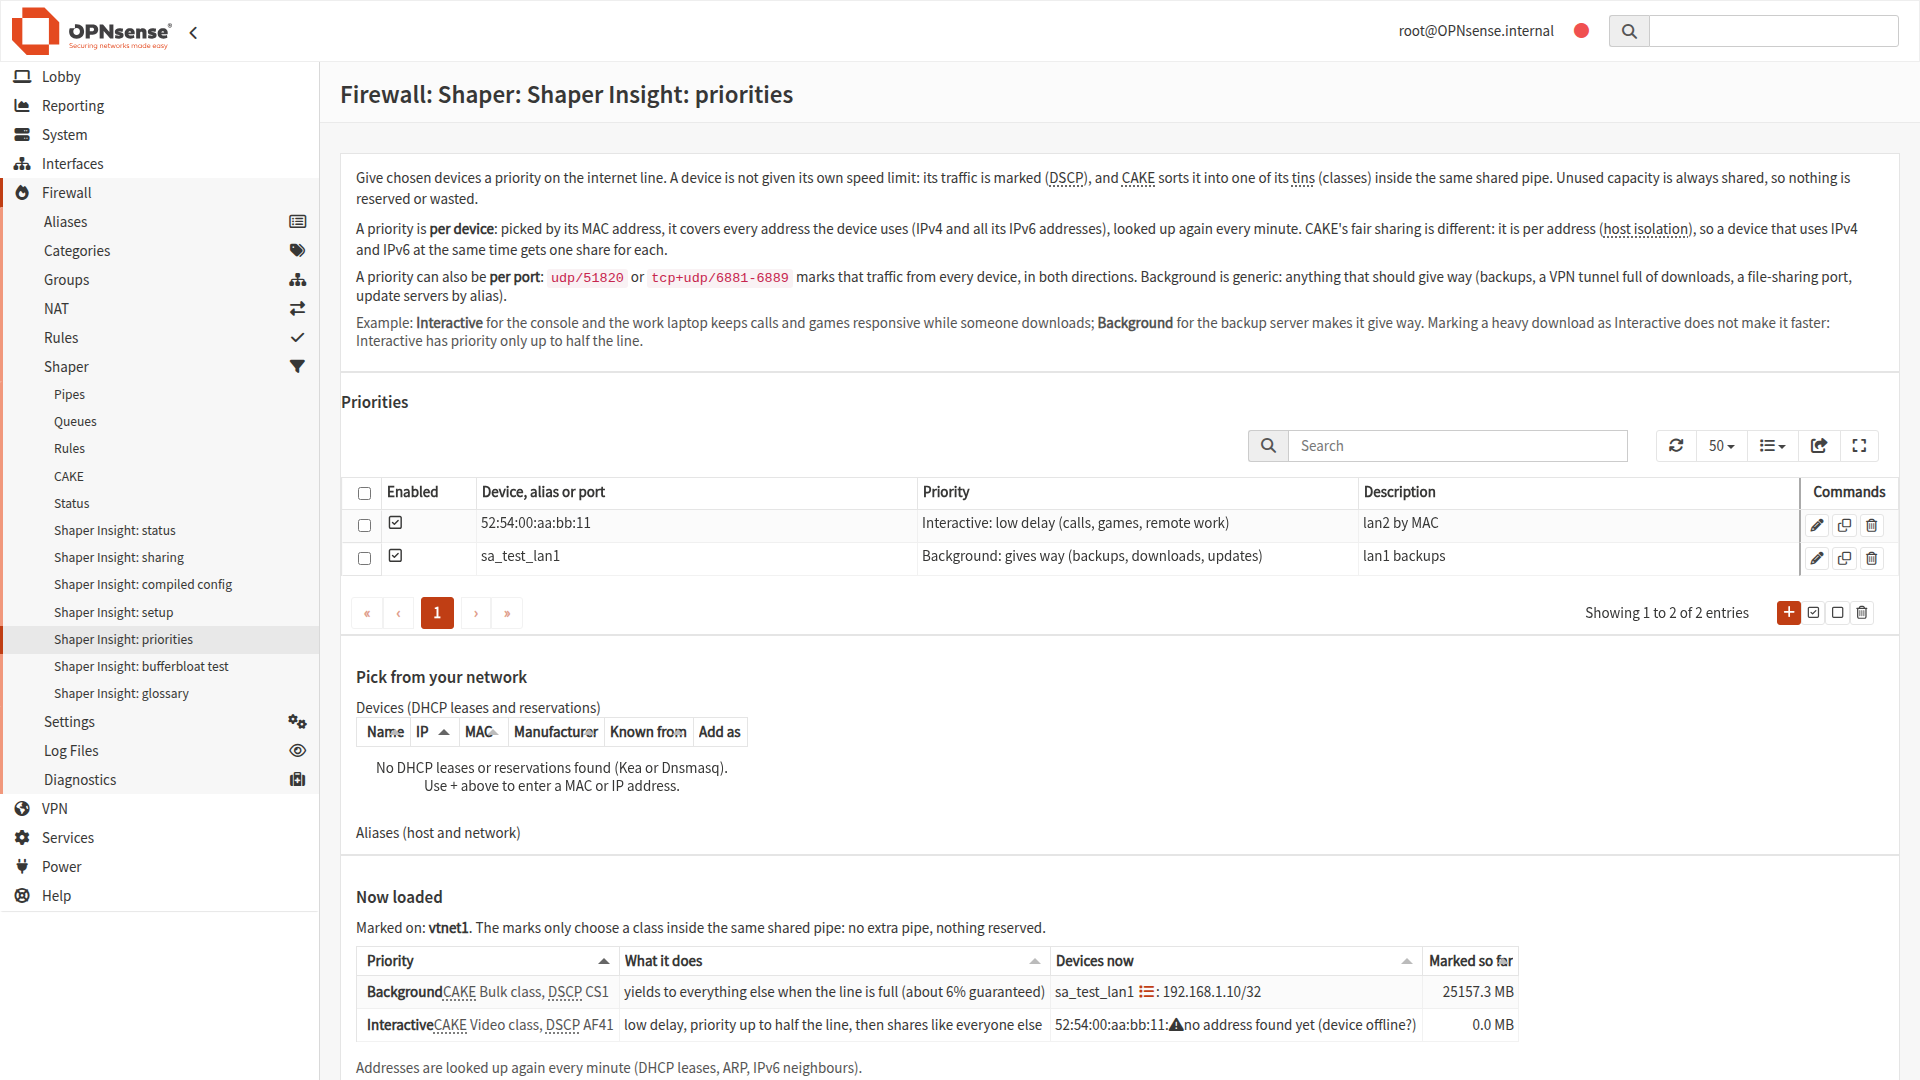 OPNsense®
Securing networks made easy
root@OPNsense.internal
Lobby
Reporting
System
Interfaces
Firewall
Aliases
Categories
Groups
NAT
Rules
Shaper
Pipes
Queues
Rules
CAKE
Status
Shaper Insight: status
Shaper Insight: sharing
Shaper Insight: compiled config
Shaper Insight: setup
Shaper Insight: priorities
Shaper Insight: bufferbloat test
Shaper Insight: glossary
Settings
Log Files
Diagnostics
VPN
Services
Power
Help
Firewall: Shaper: Shaper Insight: priorities
Give chosen devices a priority on the internet line. A device is not given its own speed limit: its traffic is marked (DSCP), and CAKE sorts it into one of its tins (classes) inside the same shared pipe. Unused capacity is always shared, so nothing is
reserved or wasted.
A priority is per device: picked by its MAC address, it covers every address the device uses (IPv4 and all its IPv6 addresses), looked up again every minute. CAKE's fair sharing is different: it is per address (host isolation), so a device that uses IPv4
and IPv6 at the same time gets one share for each.
A priority can also be per port: udp/51820 or tcp+udp/6881-6889 marks that traffic from every device, in both directions. Background is generic: anything that should give way (backups, a VPN tunnel full of downloads, a file-sharing port,
update servers by alias).
Example: Interactive for the console and the work laptop keeps calls and games responsive while someone downloads; Background for the backup server makes it give way. Marking a heavy download as Interactive does not make it faster:
Interactive has priority only up to half the line.
Priorities
Search
50
Enabled Device, alias or port Priority Description Commands
52:54:00:aa:bb:11 Interactive: low delay (calls, games, remote work) lan2 by MAC
sa_test_lan1 Background: gives way (backups, downloads, updates) lan1 backups
« ‹ 1 › »
Showing 1 to 2 of 2 entries
Pick from your network
Devices (DHCP leases and reservations)
Name IP MAC Manufacturer Known from Add as
No DHCP leases or reservations found (Kea or Dnsmasq).
Use + above to enter a MAC or IP address.
Aliases (host and network)
Now loaded
Marked on: vtnet1. The marks only choose a class inside the same shared pipe: no extra pipe, nothing reserved.
Priority What it does Devices now Marked so far
BackgroundCAKE Bulk class, DSCP CS1 yields to everything else when the line is full (about 6% guaranteed) sa_test_lan1 : 192.168.1.10/32 25157.3 MB
InteractiveCAKE Video class, DSCP AF41 low delay, priority up to half the line, then shares like everyone else 52:54:00:aa:bb:11: no address found yet (device offline?) 0.0 MB
Addresses are looked up again every minute (DHCP leases, ARP, IPv6 neighbours).